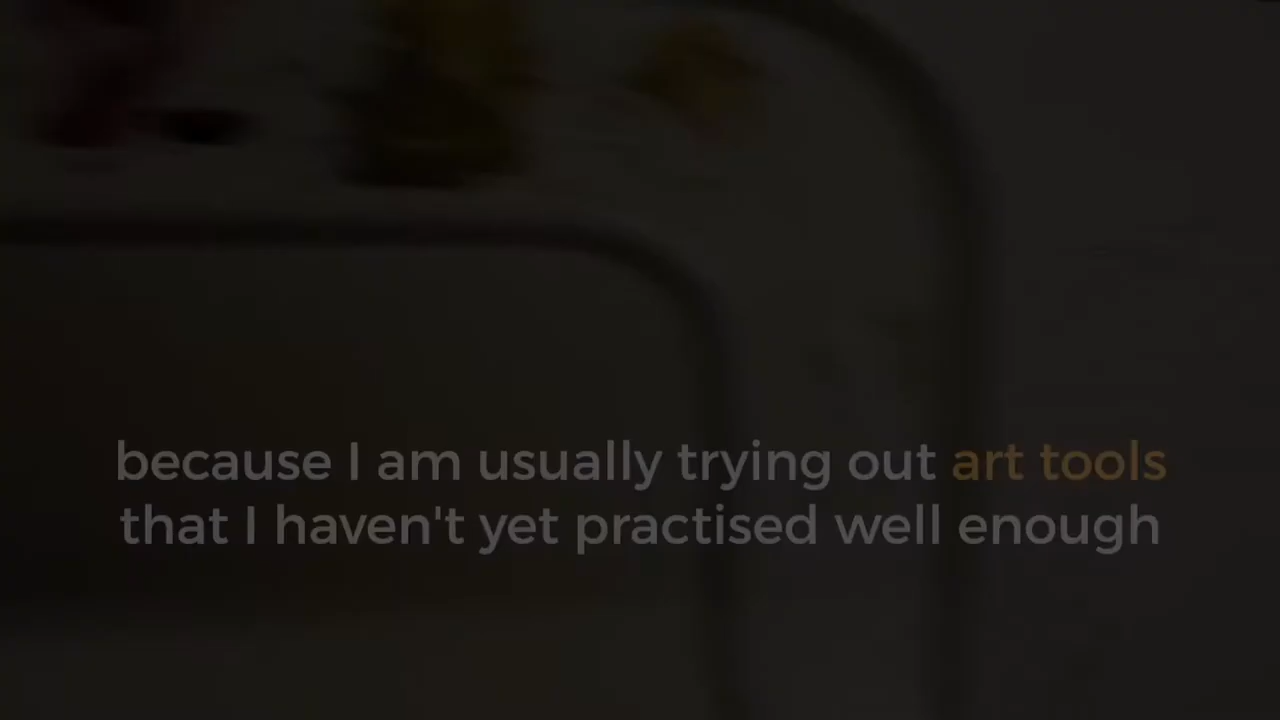 because I am usually trying out art tools
that I haven't yet practised well enough